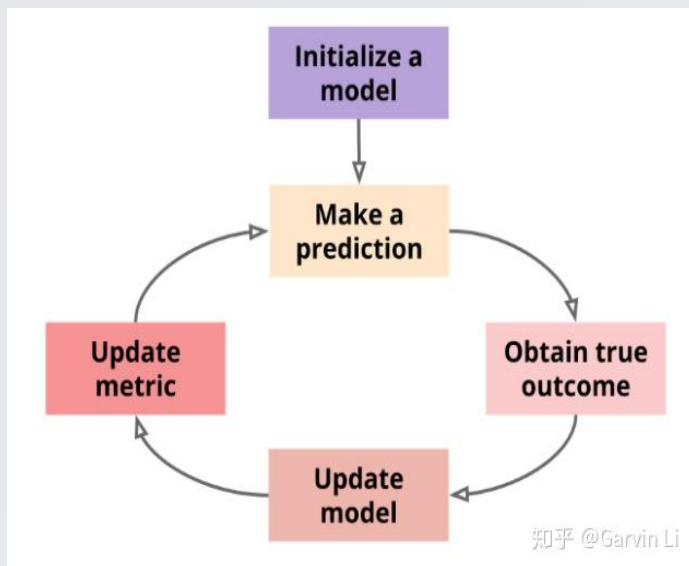 Initialize a
model
Make a
prediction
Update
metric
Obtain true
outcome
Update
model
知乎 @Garvin Li